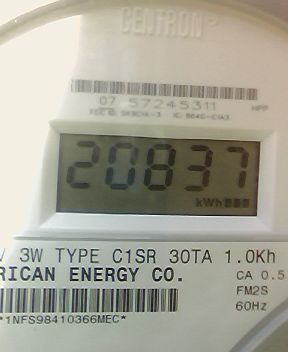 CENTRON
07 57245311
HPP
20837
kWh
V 3W TYPE C1SR 30TA 1.0Kh
RICAN ENERGY CO.
CA 0.5
FM2S
60Hz
*1NFS98410366MEC*